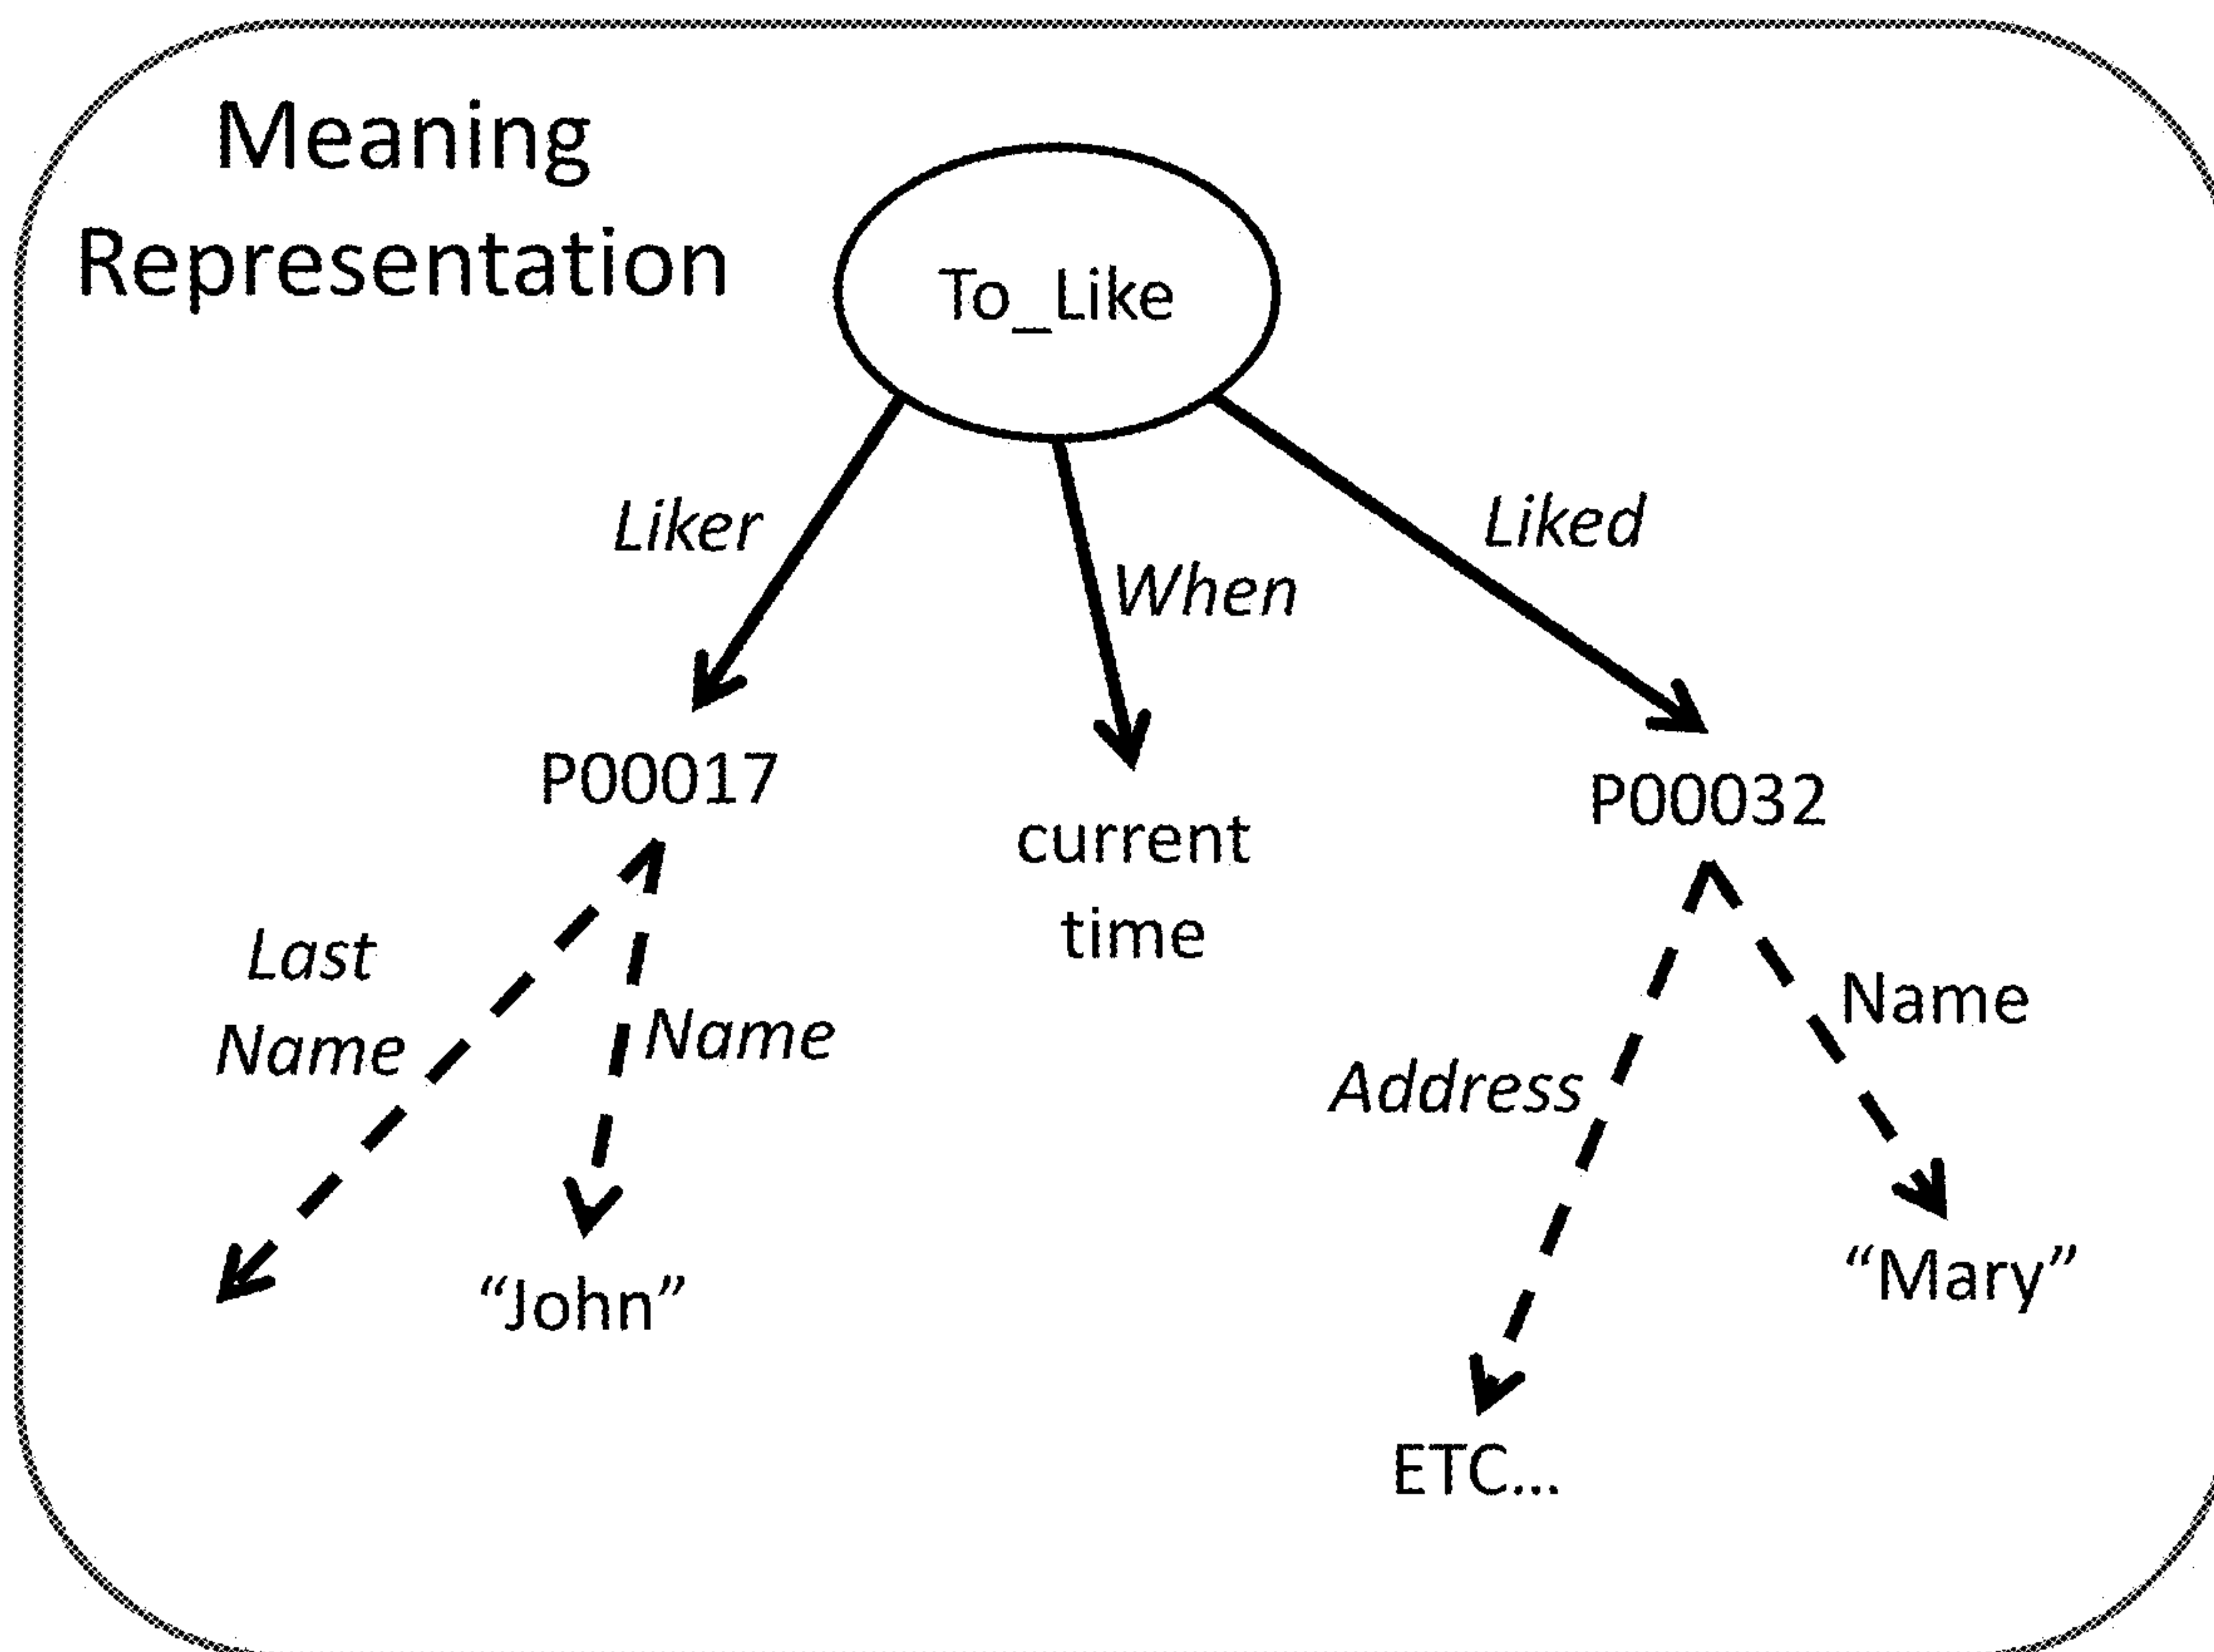 Meaning
Representation
To_Like
Liker
When
Liked
P00017
current
time
P00032
Last
Name
Name
Address
Name
“John”
“Mary”
ETC...